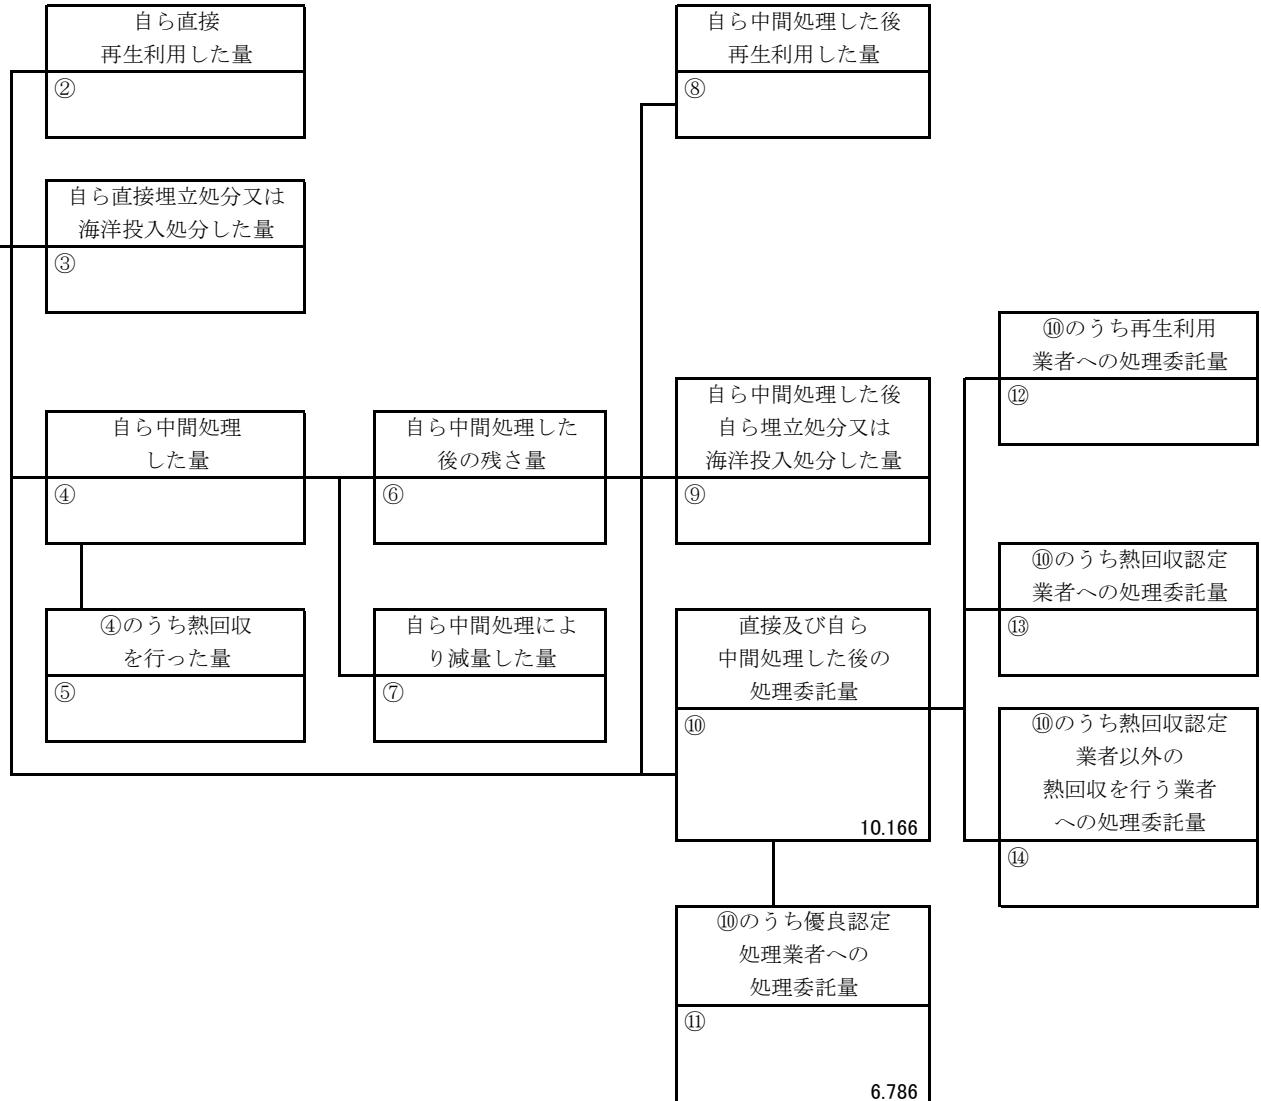 自ら直接
再生利用した量
②
自ら直接埋立処分又は
海洋投入処分した量
③
自ら中間処理
した量
④
④のうち熱回収
を行った量
⑤
自ら中間処理した
後の残さ量
⑥
自ら中間処理によ
り減量した量
⑦
自ら中間処理した後
再生利用した量
⑧
自ら中間処理した後
自ら埋立処分又は
海洋投入処分した量
⑨
直接及び自ら
中間処理した後の
処理委託量
⑩
10.166
⑩のうち優良認定
処理業者への
処理委託量
⑪
6.786
⑩のうち再生利用
業者への処理委託量
⑫
⑩のうち熱回収認定
業者への処理委託量
⑬
⑩のうち熱回収認定
業者以外の
熱回収を行う業者
への処理委託量
⑭